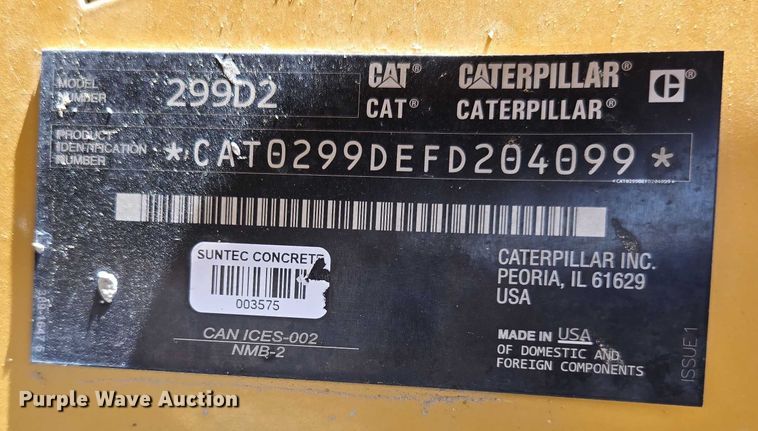 MODEL NUMBER 299D2
CAT® CATERPILLAR® C®
CAT® CATERPILLAR®
PRODUCT IDENTIFICATION NUMBER *CAT0299DEFD204099*
*CAT0299DEFD204099*
SUNTEC CONCRETE
003575
CATERPILLAR INC.
PEORIA, IL 61629
USA
CAN ICES-002
NMB-2
MADE IN USA
OF DOMESTIC AND
FOREIGN COMPONENTS
ISSUE 1
Purple Wave Auction